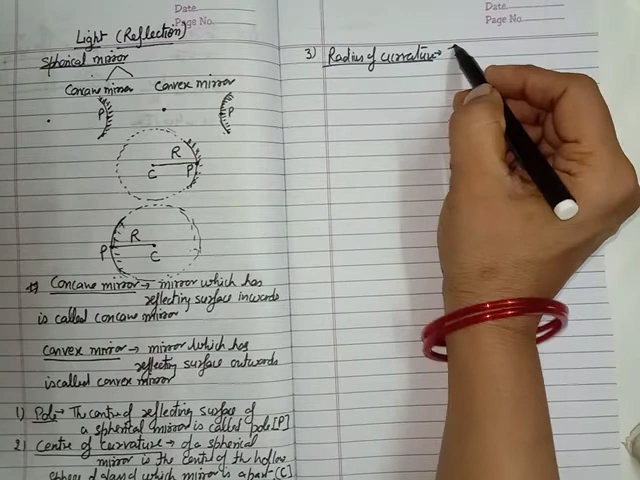 Date
Page No.
Light (Reflection)
Spherical mirror
Concave mirror
Convex mirror
P
P
R
C
P
R
P
C
Concave mirror → mirror which has
reflecting surface inwards
is called concave mirror
Convex mirror → mirror which has
reflecting surface outwards
is called convex mirror
1) Pole → The centre of reflecting surface of
a spherical mirror is called pole [P]
2) Centre of curvature → of a spherical
mirror is the centre of the hollow
sphere of glass of which mirror is a part (C)
Date
Page No.
3) Radius of curvature →